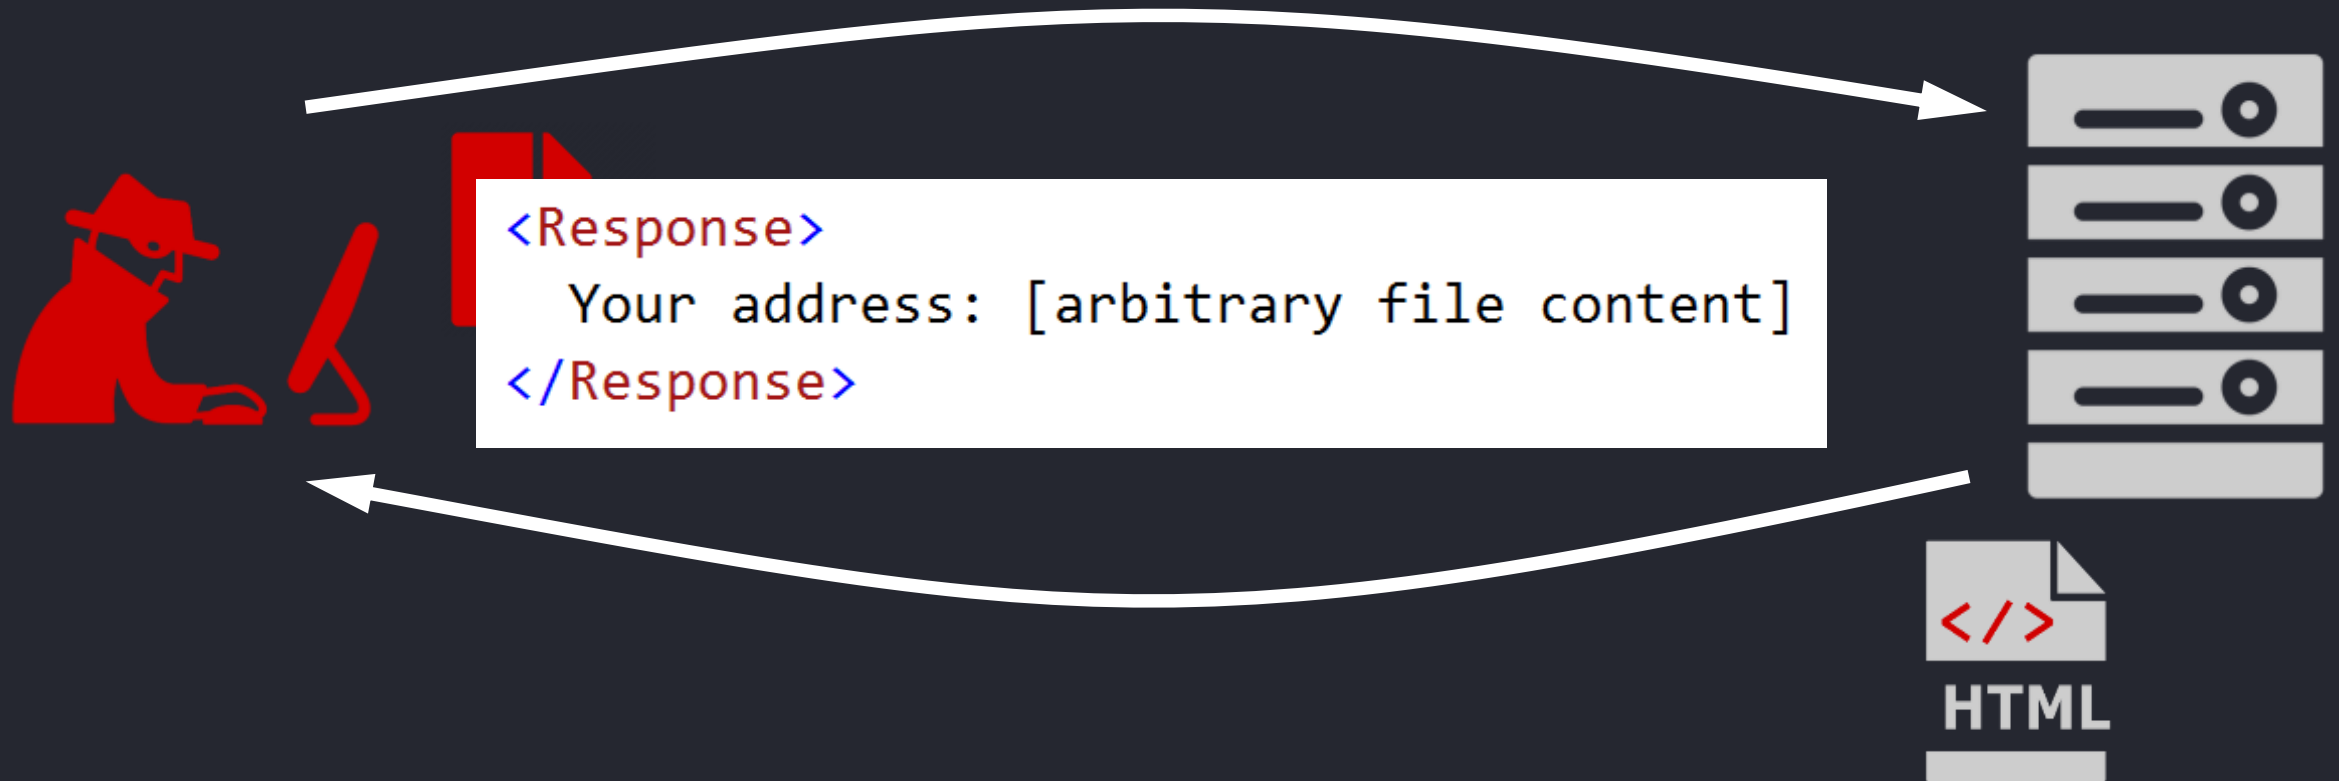 <Response>
  Your address: [arbitrary file content]
</Response>
</>
HTML